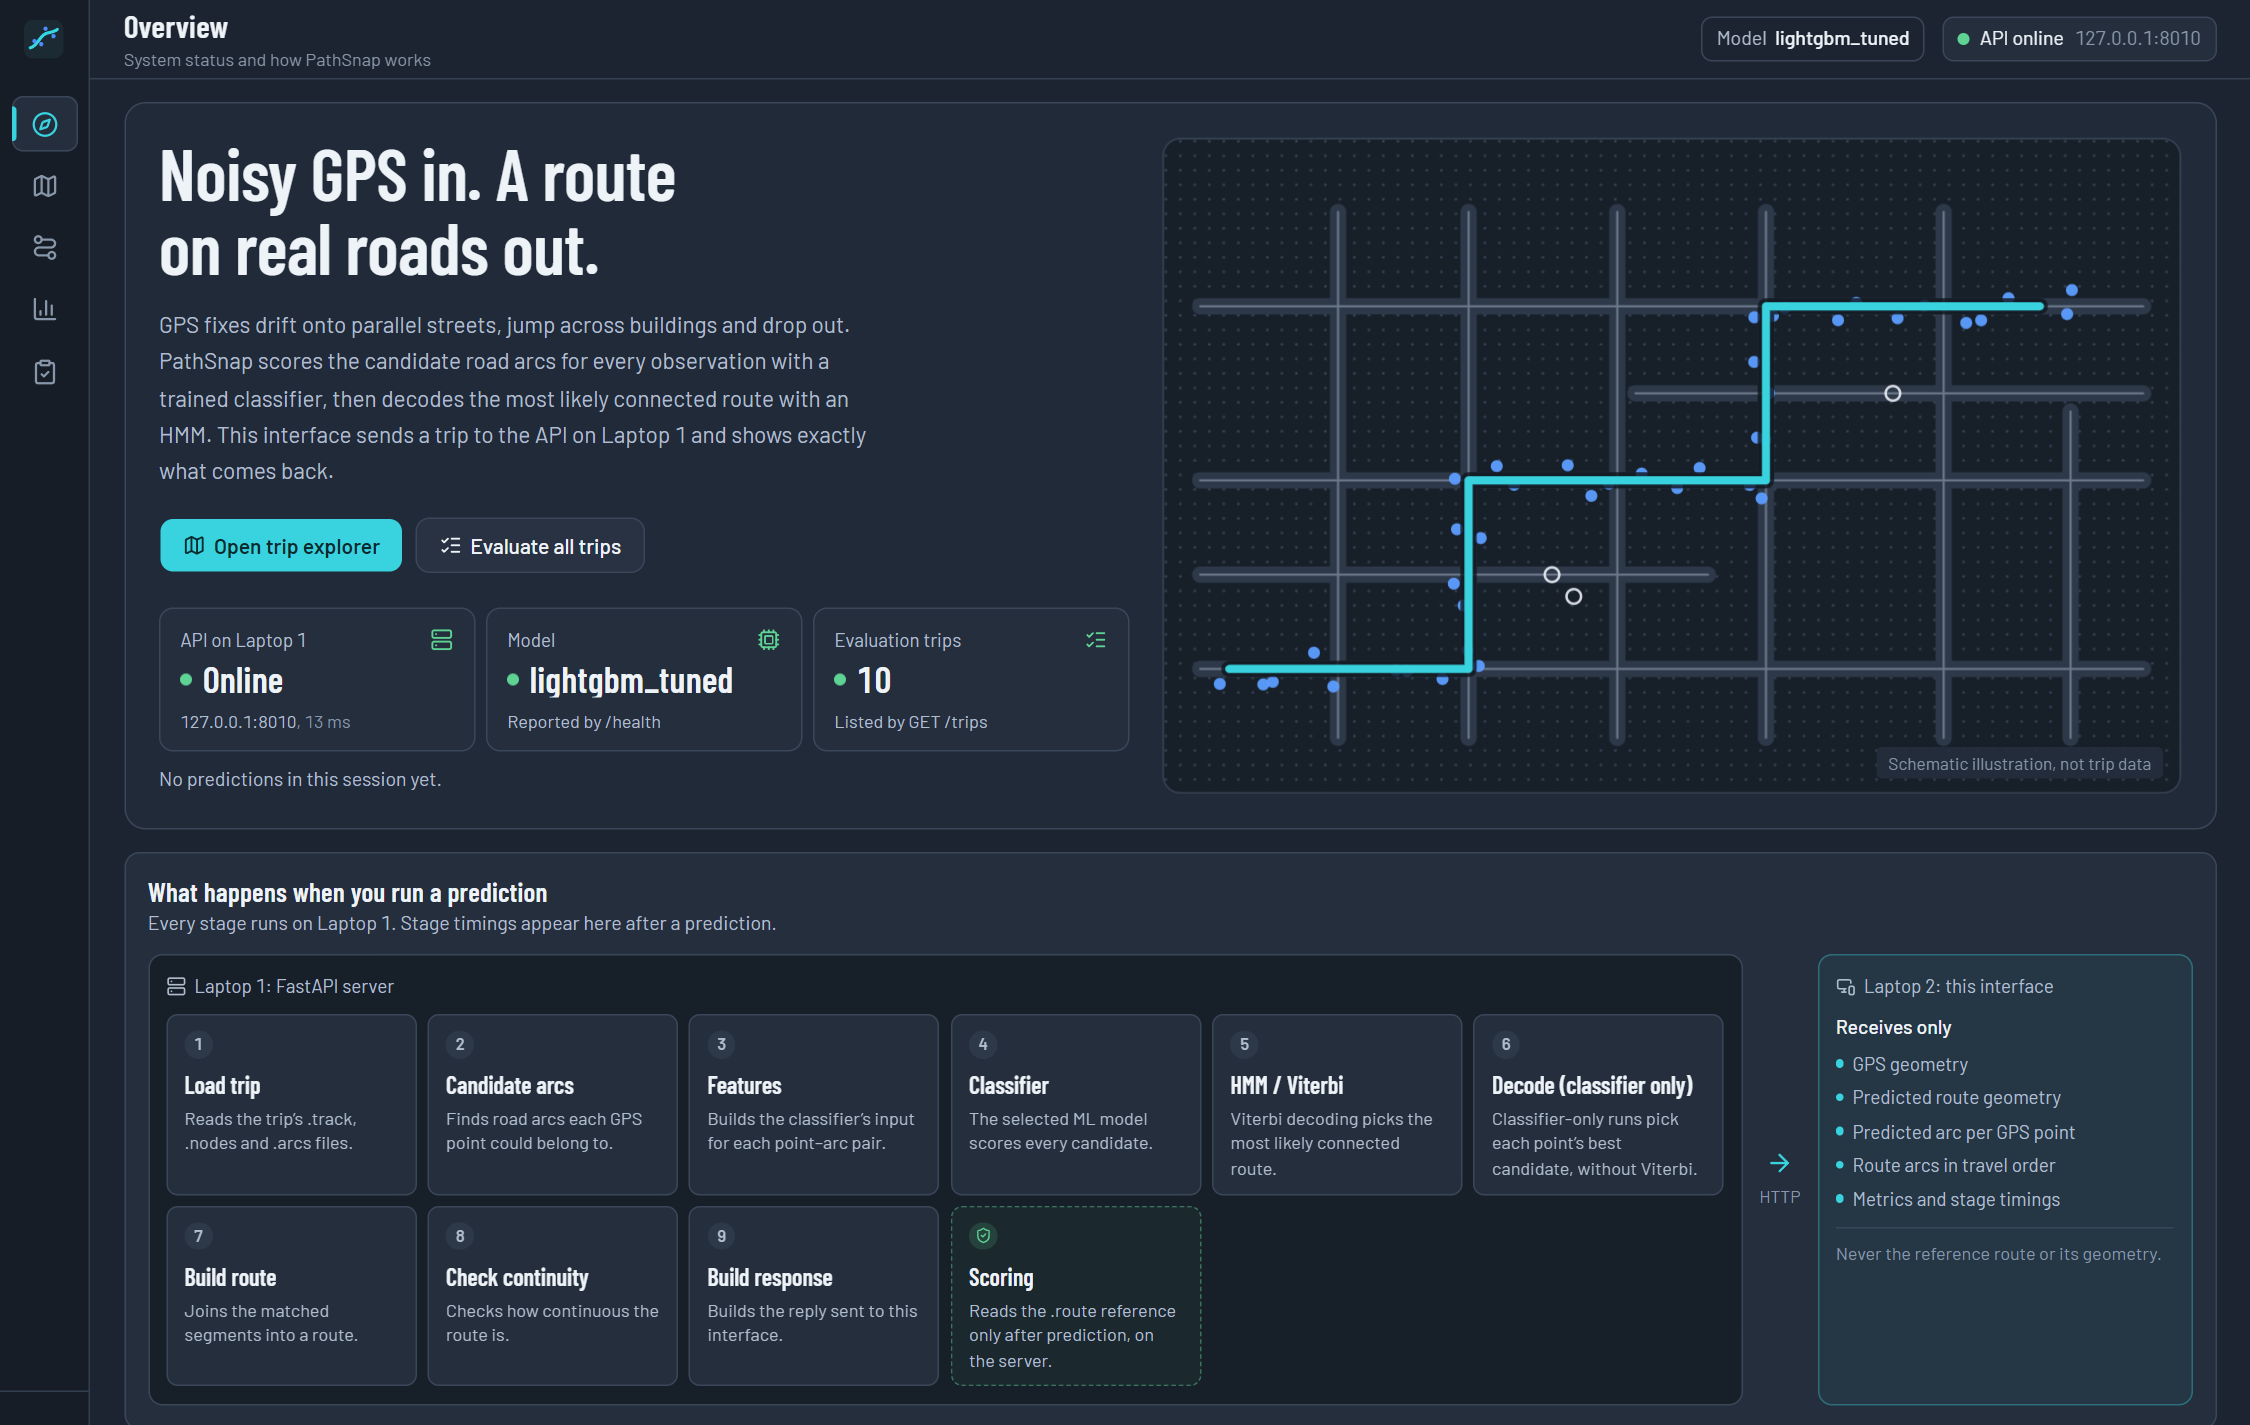 Overview
System status and how PathSnap works
Model lightgbm_tuned
API online 127.0.0.1:8010
Noisy GPS in. A route
on real roads out.
GPS fixes drift onto parallel streets, jump across buildings and drop out.
PathSnap scores the candidate road arcs for every observation with a
trained classifier, then decodes the most likely connected route with an
HMM. This interface sends a trip to the API on Laptop 1 and shows exactly
what comes back.
Open trip explorer
Evaluate all trips
API on Laptop 1
Online
127.0.0.1:8010, 13 ms
Model
lightgbm_tuned
Reported by /health
Evaluation trips
10
Listed by GET /trips
No predictions in this session yet.
Schematic illustration, not trip data
What happens when you run a prediction
Every stage runs on Laptop 1. Stage timings appear here after a prediction.
Laptop 1: FastAPI server
1
Load trip
Reads the trip's .track,
.nodes and .arcs files.
2
Candidate arcs
Finds road arcs each GPS
point could belong to.
3
Features
Builds the classifier's input
for each point–arc pair.
4
Classifier
The selected ML model
scores every candidate.
5
HMM / Viterbi
Viterbi decoding picks the
most likely connected
route.
6
Decode (classifier only)
Classifier-only runs pick
each point's best
candidate, without Viterbi.
7
Build route
Joins the matched
segments into a route.
8
Check continuity
Checks how continuous the
route is.
9
Build response
Builds the reply sent to this
interface.
Scoring
Reads the .route reference
only after prediction, on
the server.
HTTP
Laptop 2: this interface
Receives only
GPS geometry
Predicted route geometry
Predicted arc per GPS point
Route arcs in travel order
Metrics and stage timings
Never the reference route or its geometry.